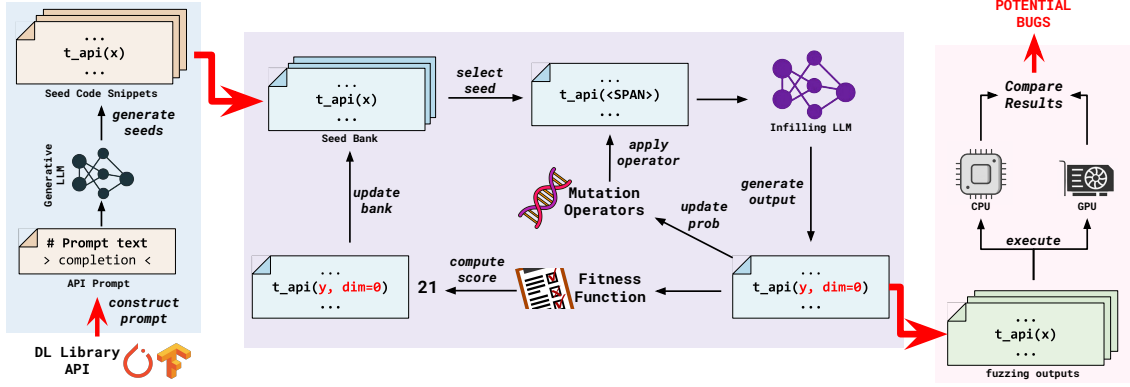 ...
t_api(x)
...
Seed Code Snippets
generate
seeds
Generative
LLM
# Prompt text
> completion <
API Prompt
construct
prompt
DL Library
API
...
t_api(x)
...
Seed Bank
select
seed
...
t_api(<SPAN>)
...
Infilling LLM
apply
operator
Mutation
Operators
update
prob
generate
output
update
bank
...
t_api(y, dim=0)
...
21
compute
score
Fitness
Function
...
t_api(y, dim=0)
...
POTENTIAL
BUGS
Compare
Results
CPU
GPU
execute
...
t_api(x)
...
fuzzing outputs